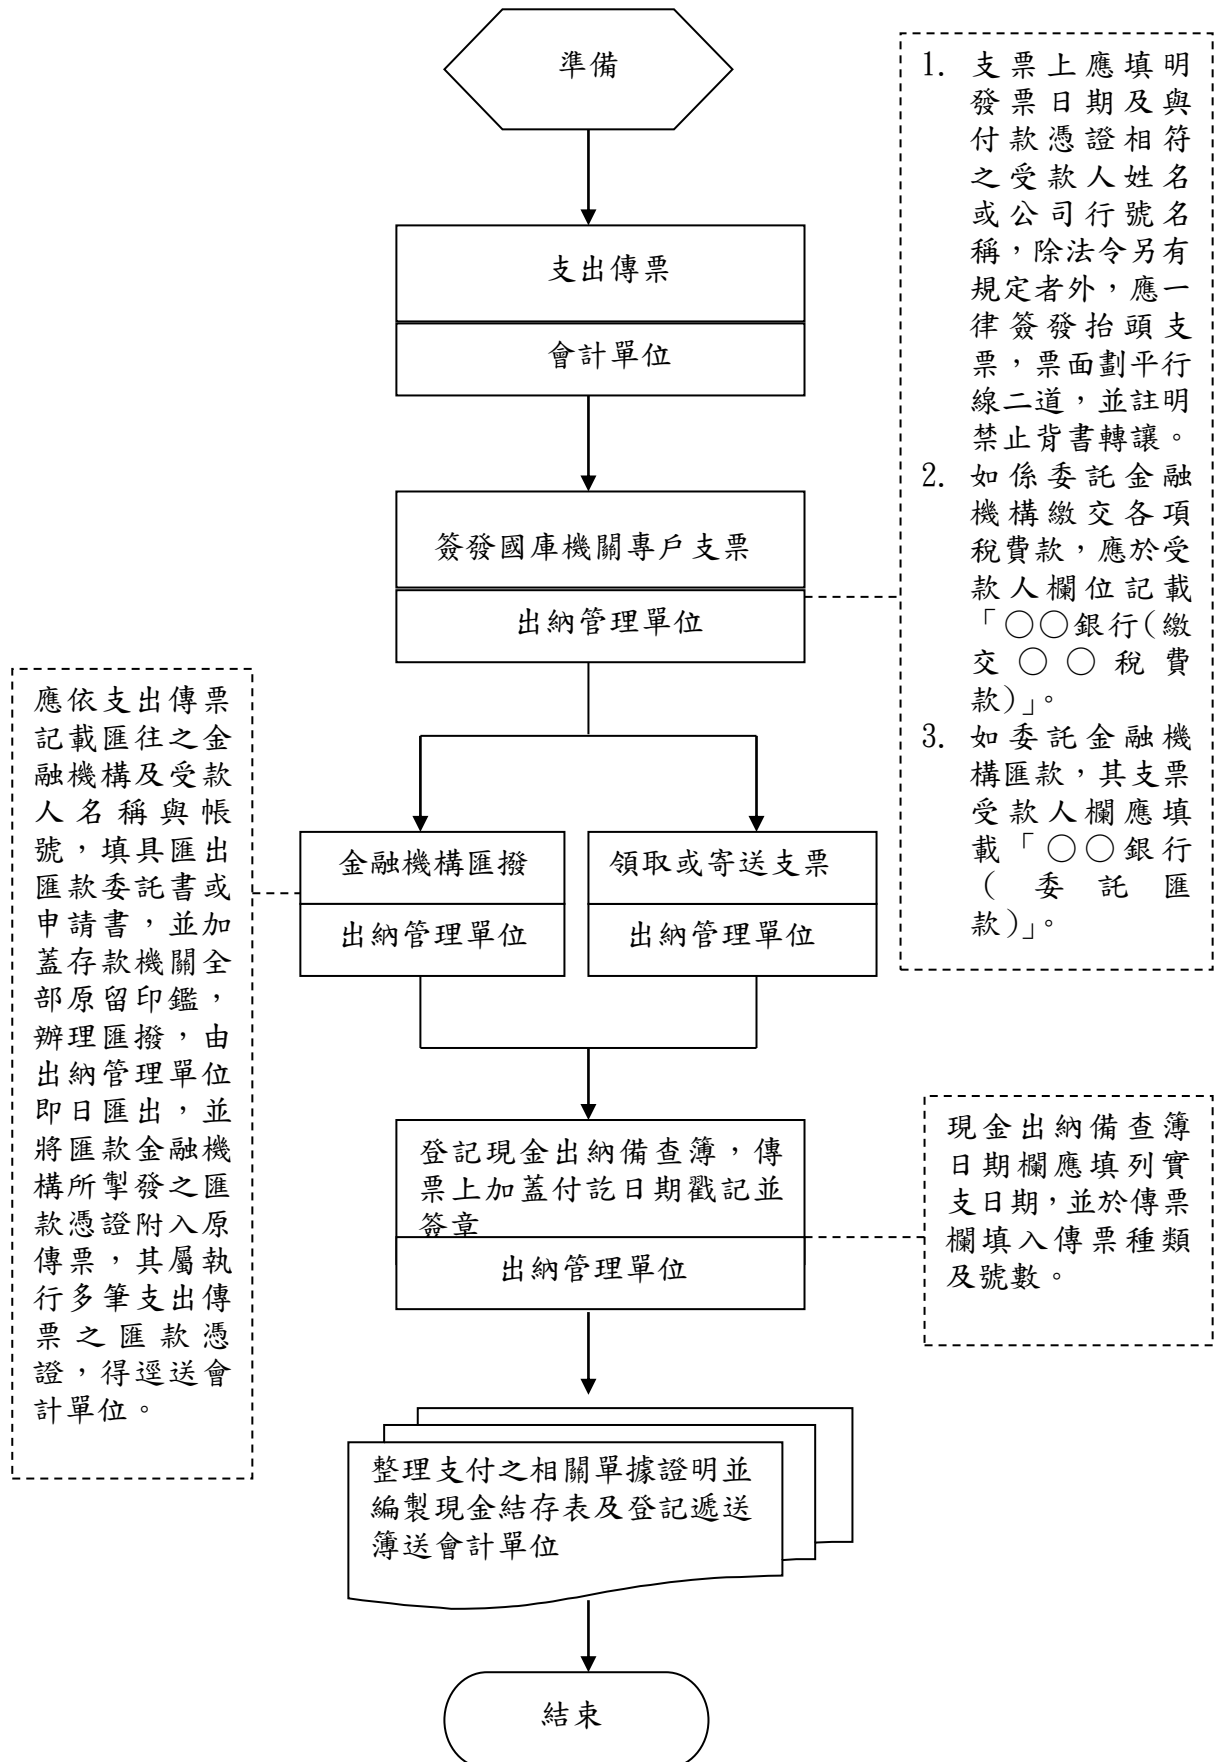 準備
支出傳票
會計單位
簽發國庫機關專戶支票
出納管理單位
1. 支票上應填明
發票日期及與
付款憑證相符
之受款人姓名
或公司行號名
稱，除法令另有
規定者外，應一
律簽發抬頭支
票，票面劃平行
線二道，並註明
禁止背書轉讓。
2. 如係委託金融
機構繳交各項
稅費款，應於受
款人欄位記載
「○○銀行(繳
交○○稅費
款)」。
3. 如委託金融機
構匯款，其支票
受款人欄應填
載「○○銀行
(委託匯
款)」。
應依支出傳票
記載匯往之金
融機構及受款
人名稱與帳
號，填具匯出
匯款委託書或
申請書，並加
蓋存款機關全
部原留印鑑，
辦理匯撥，由
出納管理單位
即日匯出，並
將匯款金融機
構所掣發之匯
款憑證附入原
傳票，其屬執
行多筆支出傳
票之匯款憑
證，得逕送會
計單位。
金融機構匯撥
出納管理單位
領取或寄送支票
出納管理單位
登記現金出納備查簿，傳
票上加蓋付訖日期戳記並
簽章
出納管理單位
現金出納備查簿
日期欄應填列實
支日期，並於傳票
欄填入傳票種類
及號數。
整理支付之相關單據證明並
編製現金結存表及登記遞送
簿送會計單位
結束